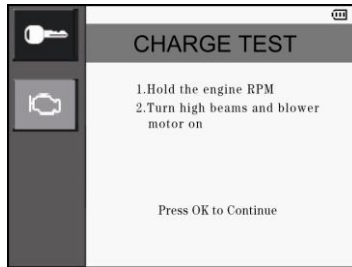 CHARGE TEST
1.Hold the engine RPM
2.Turn high beams and blower
motor on
Press OK to Continue